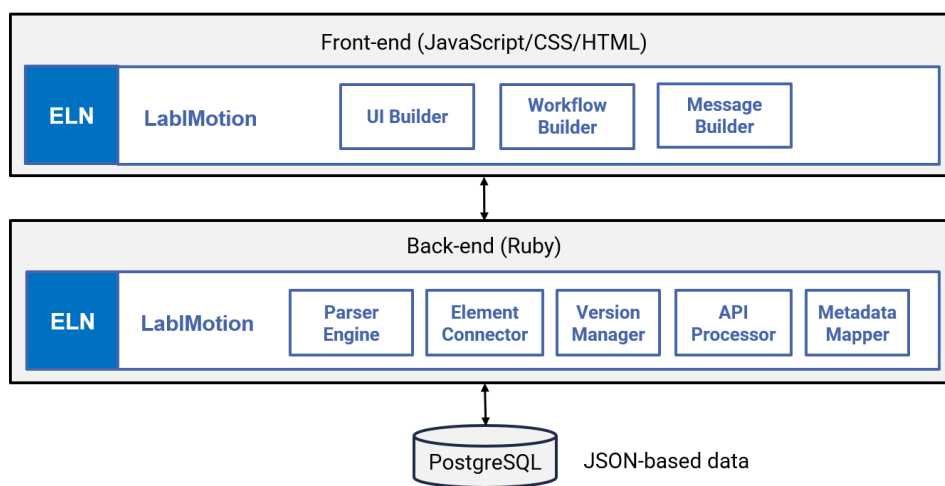 Front-end (JavaScript/CSS/HTML)
ELN
LabIMotion
UI Builder
Workflow
Builder
Message
Builder
Back-end (Ruby)
ELN
LabIMotion
Parser
Engine
Element
Connector
Version
Manager
API
Processor
Metadata
Mapper
PostgreSQL
JSON-based data